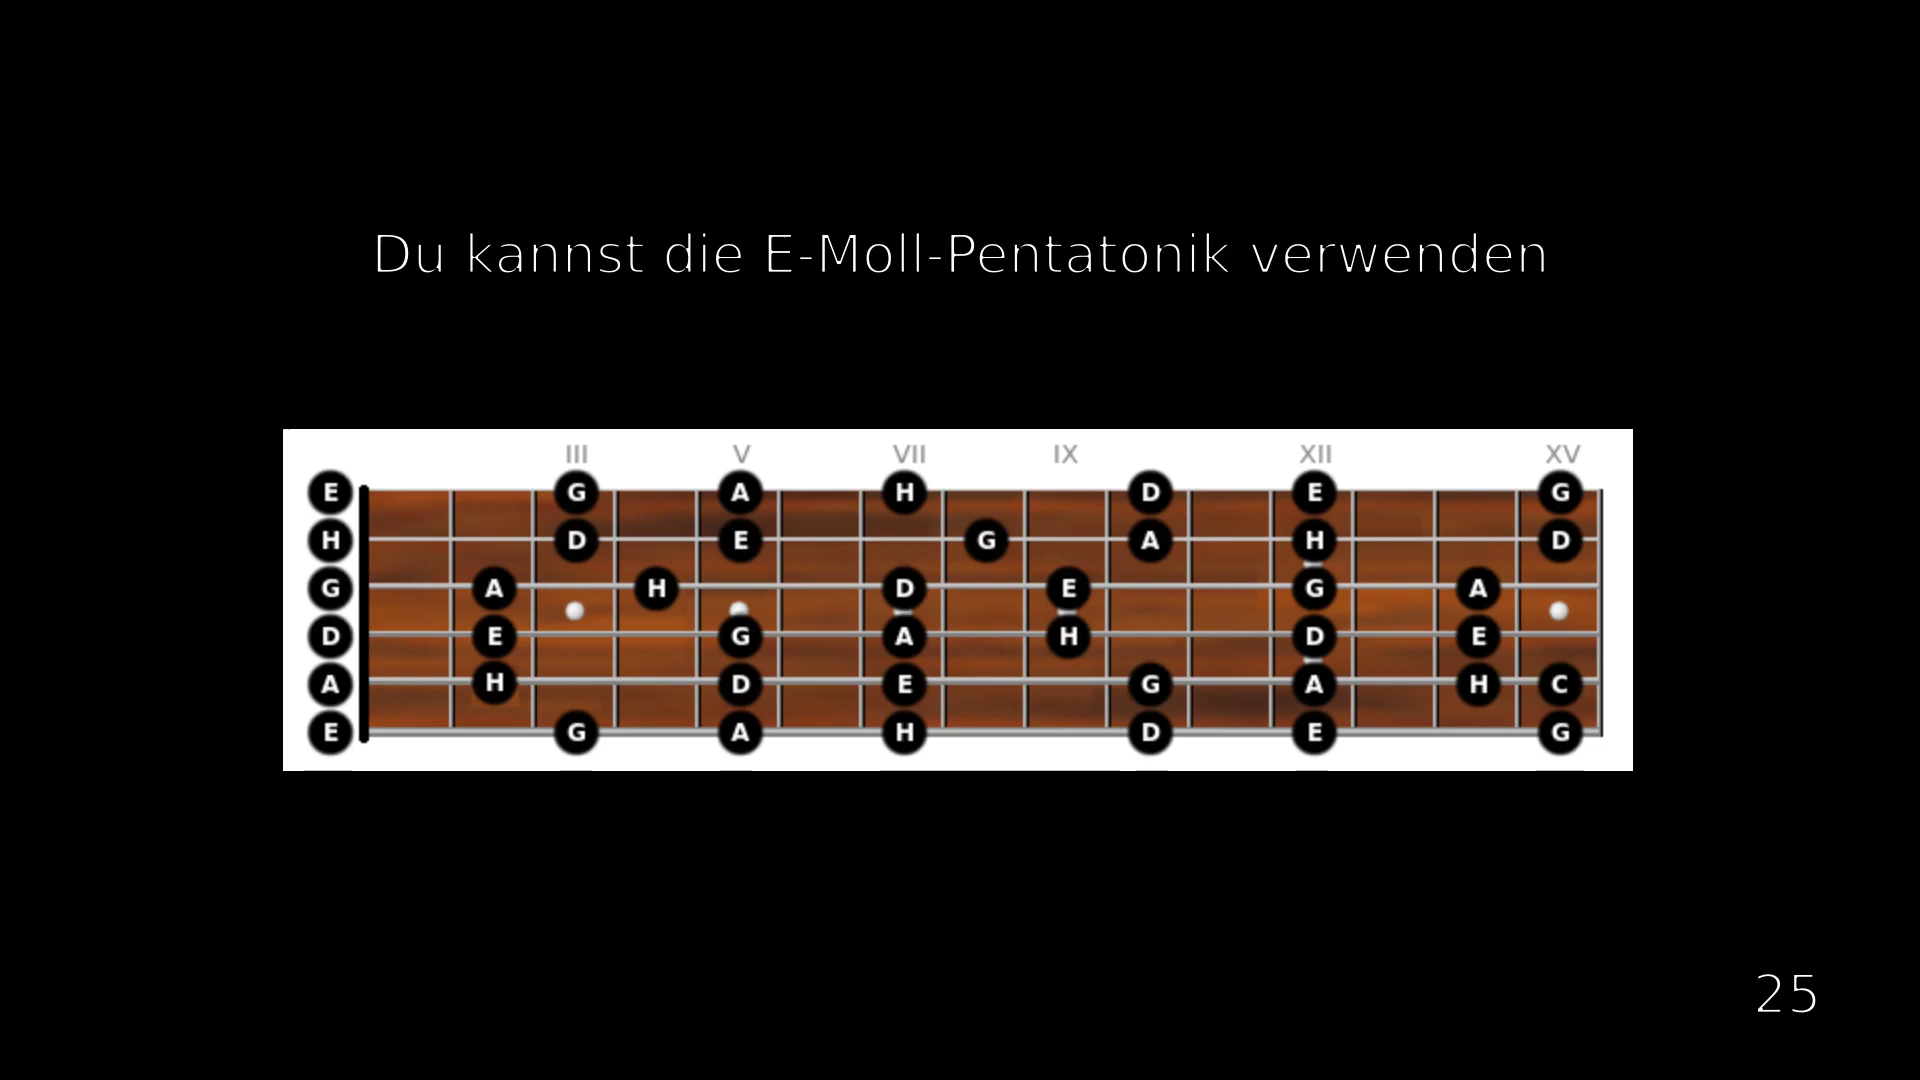 Du kannst die E-Moll-Pentatonik verwenden
III V VII IX XII XV
E G A H D E G
H D E G A H D
G A H D E G A
D E G A H D E
A H D E G A H C
E G A H D E G
25